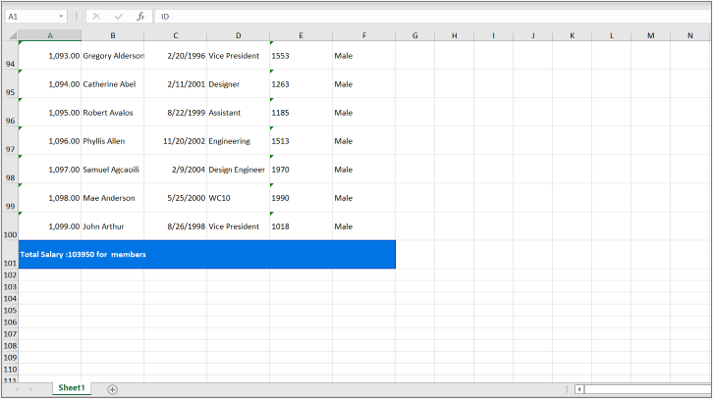 A1 fx ID
A B C D E F G H I J K L M N
94 1,093.00 Gregory Alderson 2/20/1996 Vice President 1553 Male
95 1,094.00 Catherine Abel 2/11/2001 Designer 1263 Male
96 1,095.00 Robert Avalos 8/22/1999 Assistant 1185 Male
97 1,096.00 Phyllis Allen 11/20/2002 Engineering 1513 Male
98 1,097.00 Samuel Agcaoili 2/9/2004 Design Engineer 1970 Male
99 1,098.00 Mae Anderson 5/25/2000 WC10 1990 Male
100 1,099.00 John Arthur 8/26/1998 Vice President 1018 Male
101 Total Salary :103950 for members
102
103
104
105
106
107
108
109
110
111
Sheet1